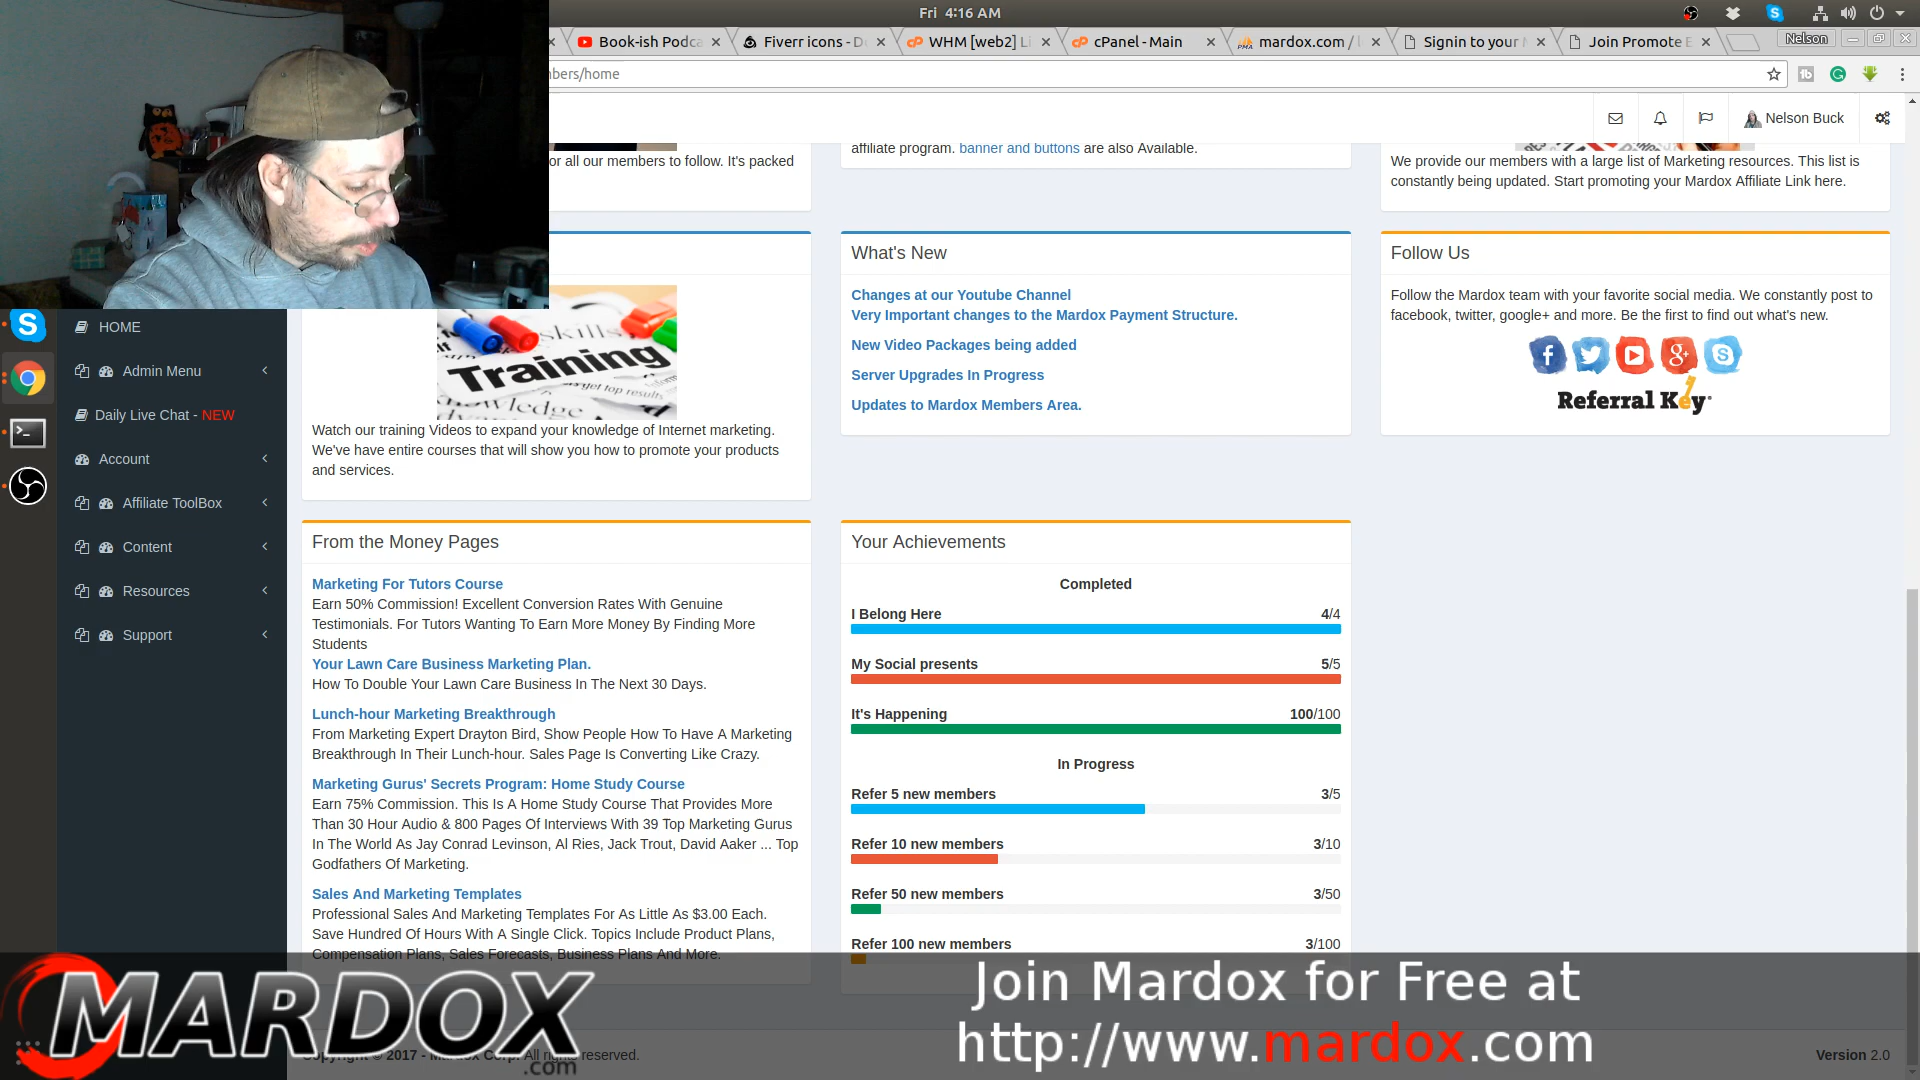 Fri 4:16 AM
Book-ish Podca
Fiverr icons - D
WHM [web2] Li
cPanel - Main
mardox.com / l
Signin to your
Join Promote E
Nelson
bers/home
Nelson Buck
or all our members to follow. It's packed
affiliate program. banner and buttons are also Available.
We provide our members with a large list of Marketing resources. This list is
constantly being updated. Start promoting your Mardox Affiliate Link here.
HOME
Admin Menu
Daily Live Chat - NEW
Account
Affiliate ToolBox
Content
Resources
Support
skills
Training
get top results
knowledge
Watch our training Videos to expand your knowledge of Internet marketing.
We've have entire courses that will show you how to promote your products
and services.
What's New
Changes at our Youtube Channel
Very Important changes to the Mardox Payment Structure.
New Video Packages being added
Server Upgrades In Progress
Updates to Mardox Members Area.
Follow Us
Follow the Mardox team with your favorite social media. We constantly post to
facebook, twitter, google+ and more. Be the first to find out what's new.
Referral Key
From the Money Pages
Marketing For Tutors Course
Earn 50% Commission! Excellent Conversion Rates With Genuine
Testimonials. For Tutors Wanting To Earn More Money By Finding More
Students
Your Lawn Care Business Marketing Plan.
How To Double Your Lawn Care Business In The Next 30 Days.
Lunch-hour Marketing Breakthrough
From Marketing Expert Drayton Bird, Show People How To Have A Marketing
Breakthrough In Their Lunch-hour. Sales Page Is Converting Like Crazy.
Marketing Gurus' Secrets Program: Home Study Course
Earn 75% Commission. This Is A Home Study Course That Provides More
Than 30 Hour Audio & 800 Pages Of Interviews With 39 Top Marketing Gurus
In The World As Jay Conrad Levinson, Al Ries, Jack Trout, David Aaker ... Top
Godfathers Of Marketing.
Sales And Marketing Templates
Professional Sales And Marketing Templates For As Little As $3.00 Each.
Save Hundred Of Hours With A Single Click. Topics Include Product Plans,
Compensation Plans, Sales Forecasts, Business Plans And More.
Your Achievements
Completed
I Belong Here 4/4
My Social presents 5/5
It's Happening 100/100
In Progress
Refer 5 new members 3/5
Refer 10 new members 3/10
Refer 50 new members 3/50
Refer 100 new members 3/100
MARDOX
.com
Join Mardox for Free at
http://www.mardox.com
Copyright © 2017 - Mardox Corp. All rights reserved.
Version 2.0